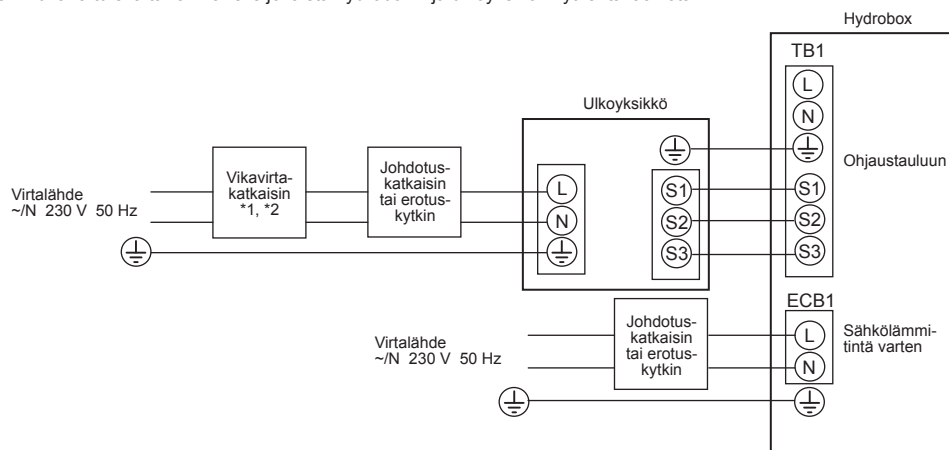 Hydrobox
TB1
L
N
Ulkoyksikkö
Ohjaustauluun
Vikavirta-
katkaisin
*1, *2
Johdotus-
katkaisin
tai erotus-
kytkin
Virtalähde
~/N 230 V 50 Hz
L
N
S1
S2
S3
S1
S2
S3
ECB1
Johdotus-
katkaisin
tai erotus-
kytkin
Virtalähde
~/N 230 V 50 Hz
L
N
Sähkölämmi-
tintä varten